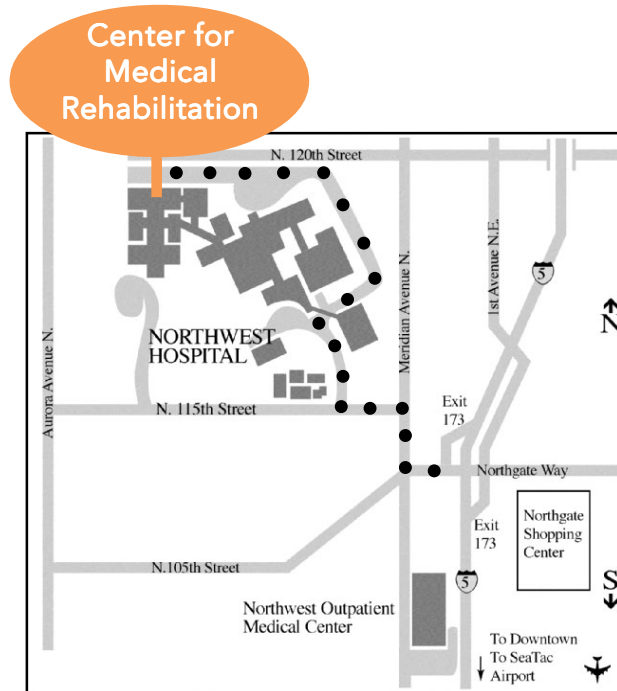 Center for
Medical
Rehabilitation
N. 120th Street
Aurora Avenue N.
Meridian Avenue N.
1st Avenue N.E.
5
N
NORTHWEST
HOSPITAL
N. 115th Street
Exit
173
Northgate Way
Northgate
Shopping
Center
Exit
173
N.105th Street
5
S
Northwest Outpatient
Medical Center
To Downtown
To SeaTac
Airport